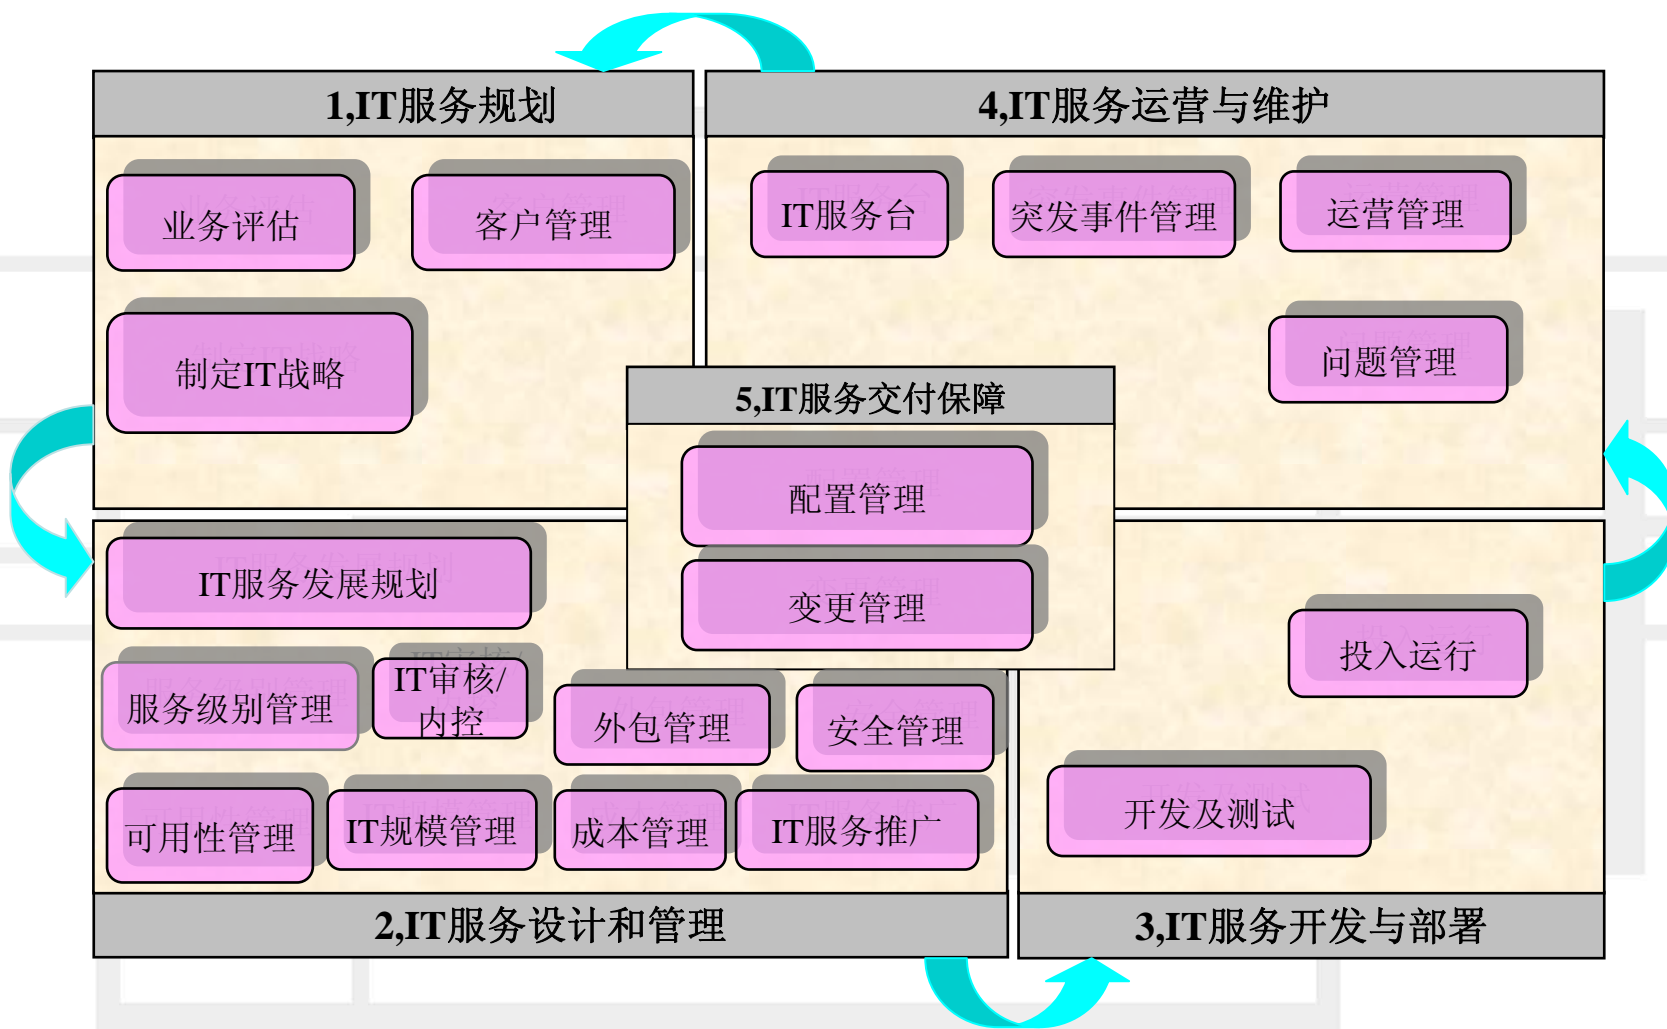 1,IT服务规划
业务评估
客户管理
制定IT战略
4,IT服务运营与维护
IT服务台
突发事件管理
运营管理
问题管理
5,IT服务交付保障
配置管理
变更管理
IT服务发展规划
服务级别管理
IT审核/
内控
外包管理
安全管理
可用性管理
IT规模管理
成本管理
IT服务推广
2,IT服务设计和管理
投入运行
开发及测试
3,IT服务开发与部署